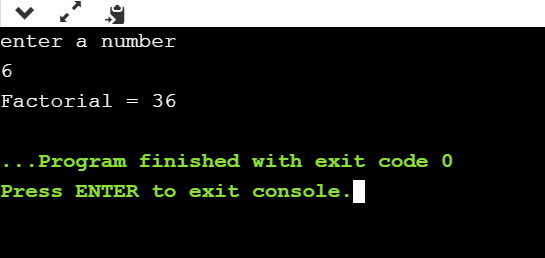 enter a number
6
Factorial = 36
...Program finished with exit code 0
Press ENTER to exit console.